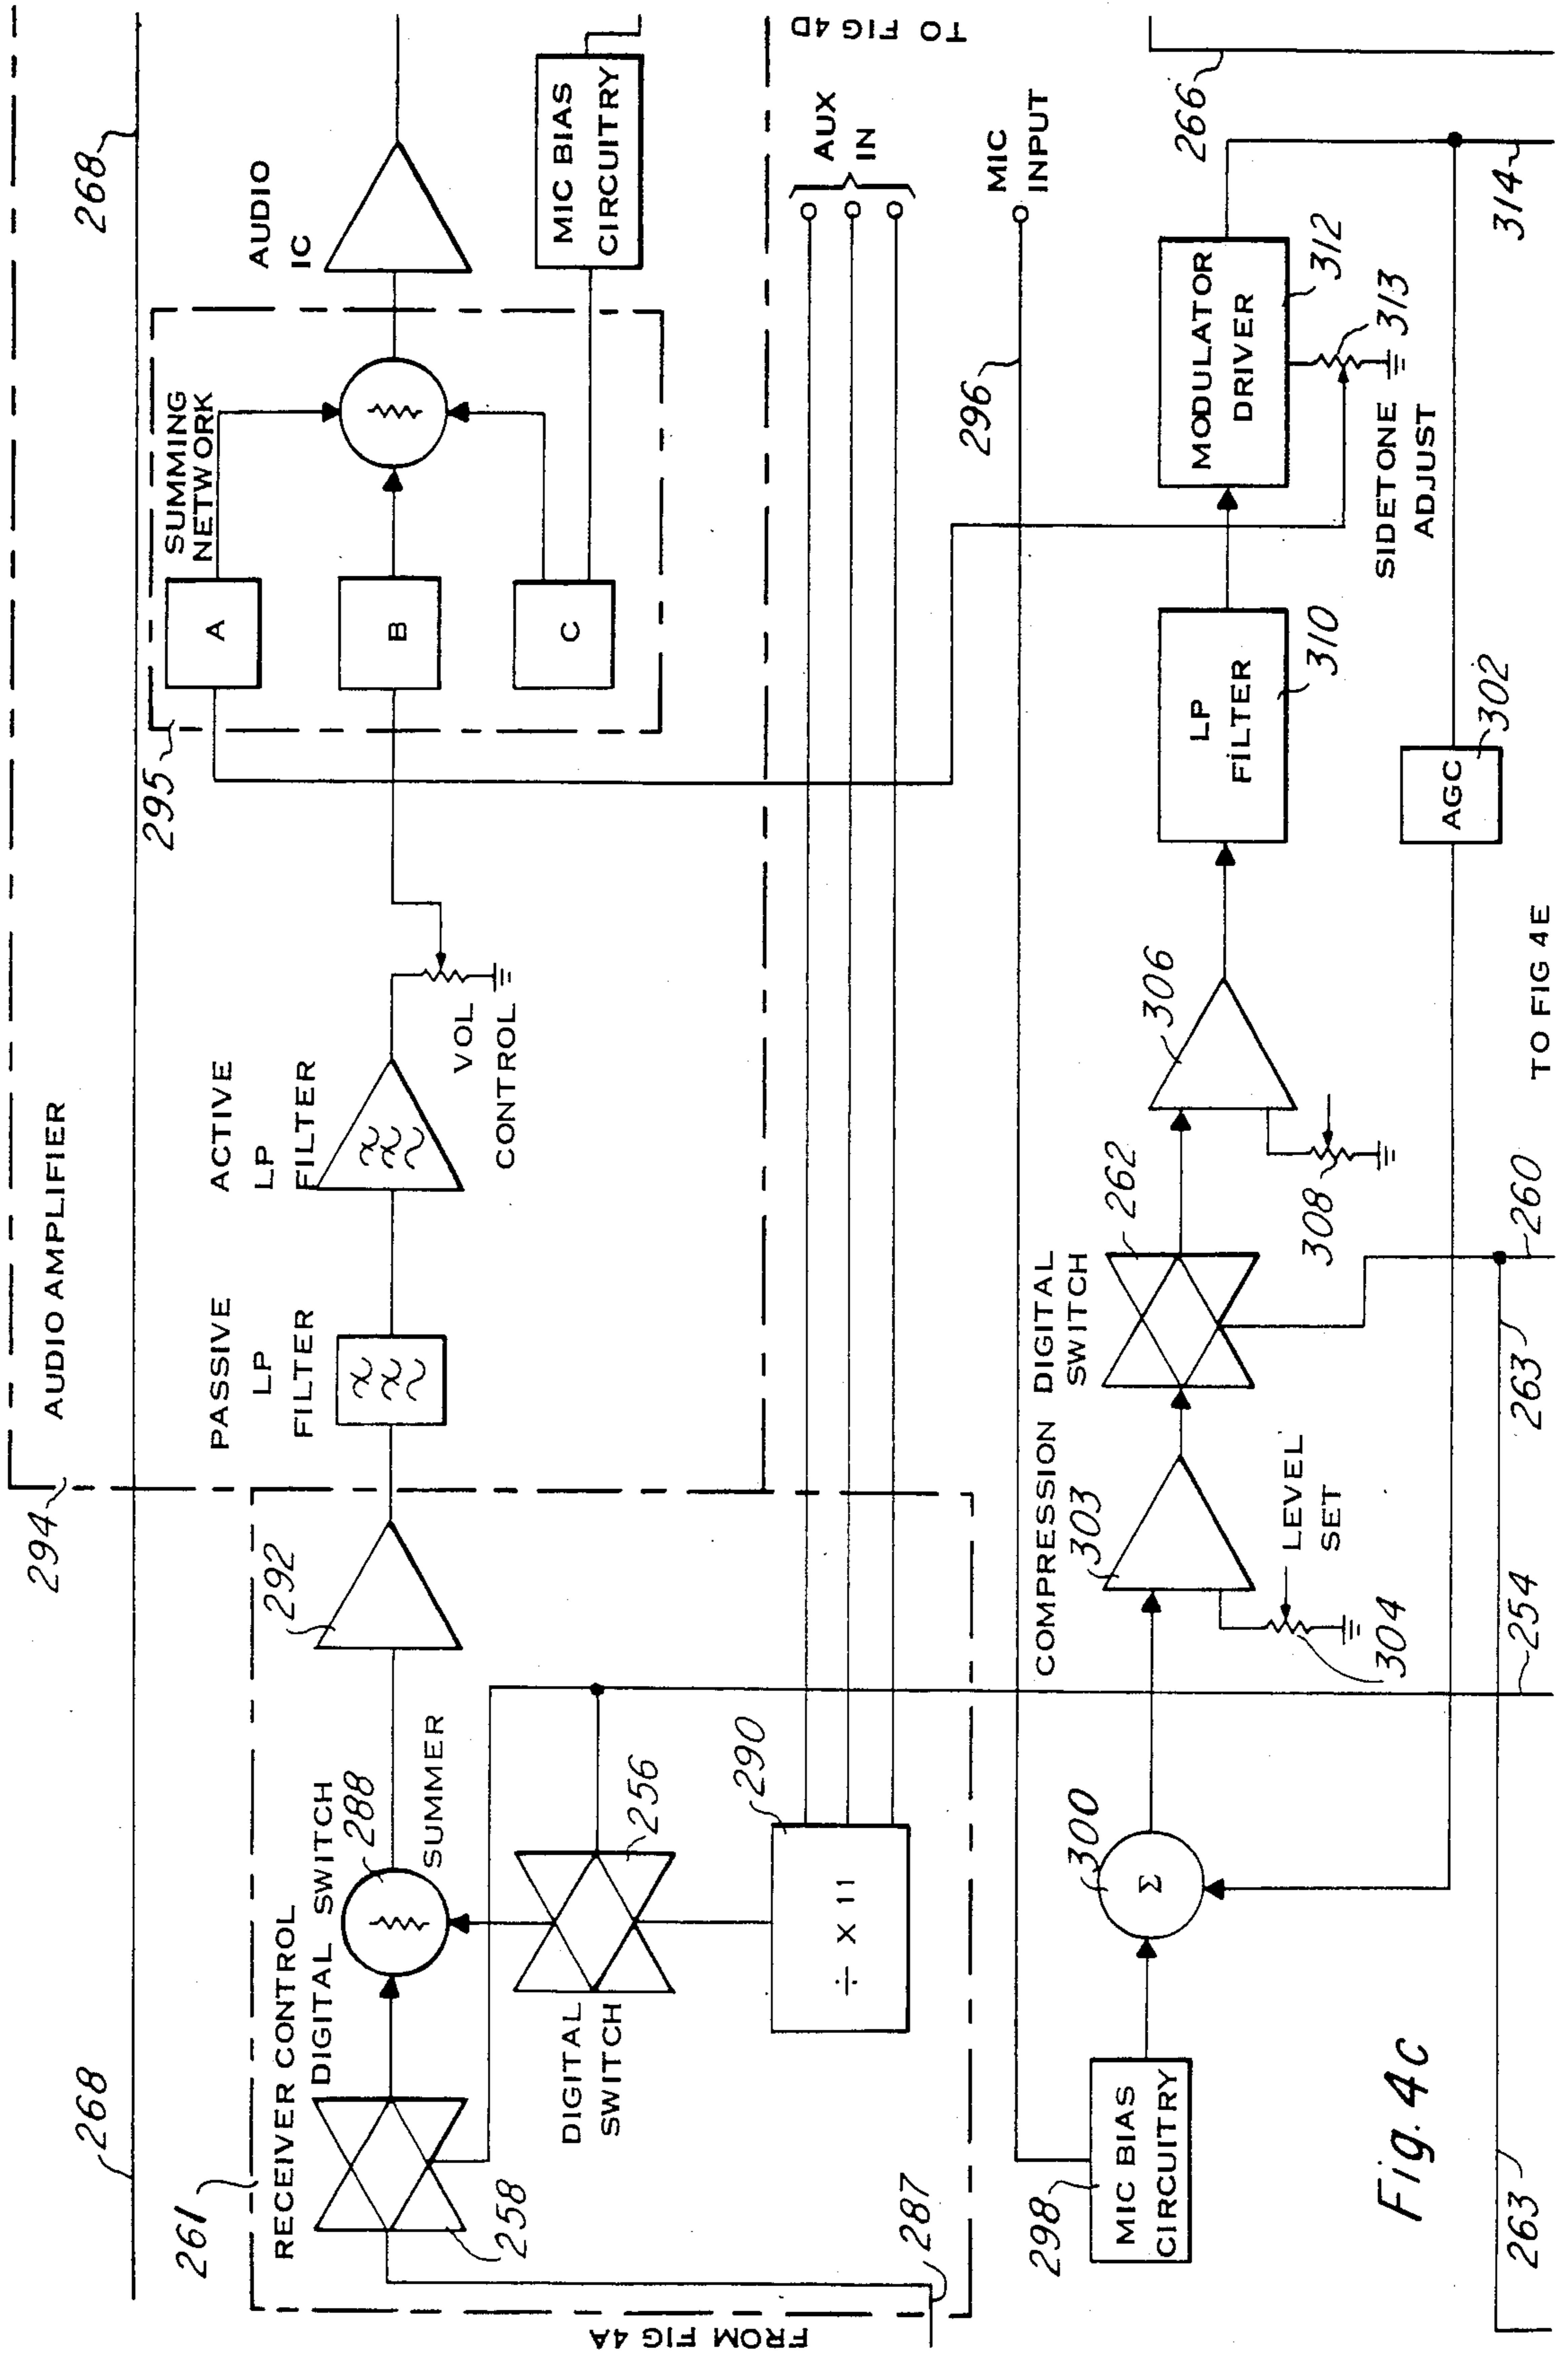 294
AUDIO AMPLIFIER
268
268
261
RECEIVER CONTROL
DIGITAL SWITCH
258
288
SUMMER
DIGITAL
SWITCH
256
290
÷ X 11
287
FROM FIG 4A
292
PASSIVE
LP
FILTER
ACTIVE
LP
FILTER
VOL
CONTROL
295
SUMMING
NETWORK
A
B
C
AUDIO
IC
MIC BIAS
CIRCUITRY
TO FIG 4D
AUX
IN
MIC
INPUT
296
298
MIC BIAS
CIRCUITRY
300
Σ
COMPRESSION
303
LEVEL
SET
304
DIGITAL
SWITCH
262
306
308
LP
FILTER
310
MODULATOR
DRIVER
312
313
SIDETONE
ADJUST
266
314
AGC
302
254
263
260
263
TO FIG 4E
Fig. 4c